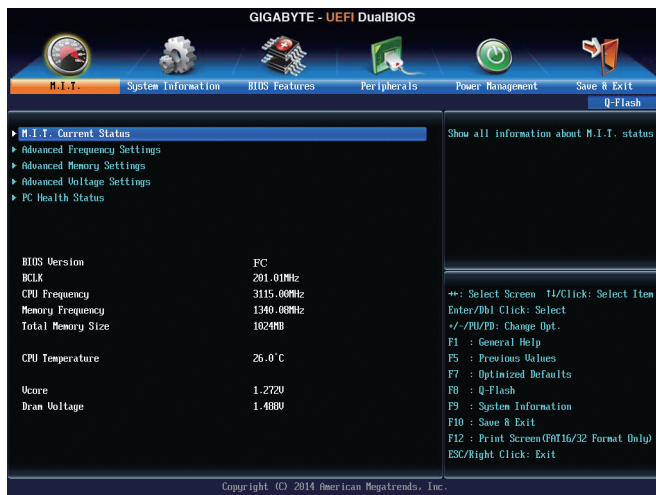 GIGABYTE - UEFI DualBIOS
M.I.T.
System Information
BIOS Features
Peripherals
Power Management
Save & Exit
Q-Flash
M.I.T. Current Status
Advanced Frequency Settings
Advanced Memory Settings
Advanced Voltage Settings
PC Health Status
BIOS Version FC
BCLK 201.01MHz
CPU Frequency 3115.00MHz
Memory Frequency 1340.08MHz
Total Memory Size 1024MB
CPU Temperature 26.0°C
Vcore 1.272V
Dram Voltage 1.488V
Show all information about M.I.T. status
→←: Select Screen ↑↓/Click: Select Item
Enter/Dbl Click: Select
+/-/PU/PD: Change Opt.
F1 : General Help
F5 : Previous Values
F7 : Optimized Defaults
F8 : Q-Flash
F9 : System Information
F10 : Save & Exit
F12 : Print Screen(FAT16/32 Format Only)
ESC/Right Click: Exit
Copyright (C) 2014 American Megatrends, Inc.